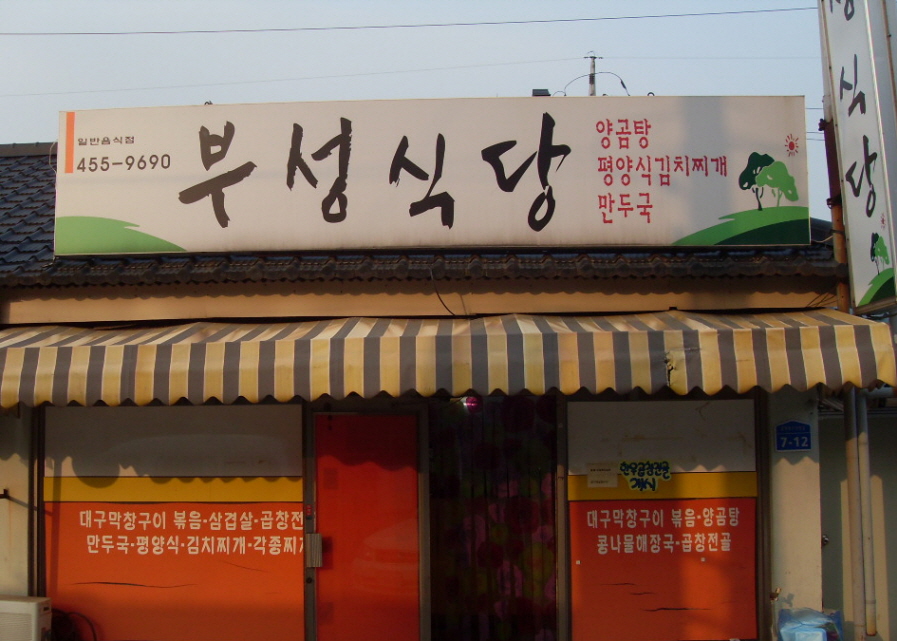 일반음식점
455-9690
부성식당
양곰탕
평양식김치찌개
만두국
식당
7-12
대구막창구이 볶음·삼겹살·곱창전
만두국·평양식·김치찌개·각종찌개
대구막창구이 볶음·양곰탕
콩나물해장국·곱창전골
개시